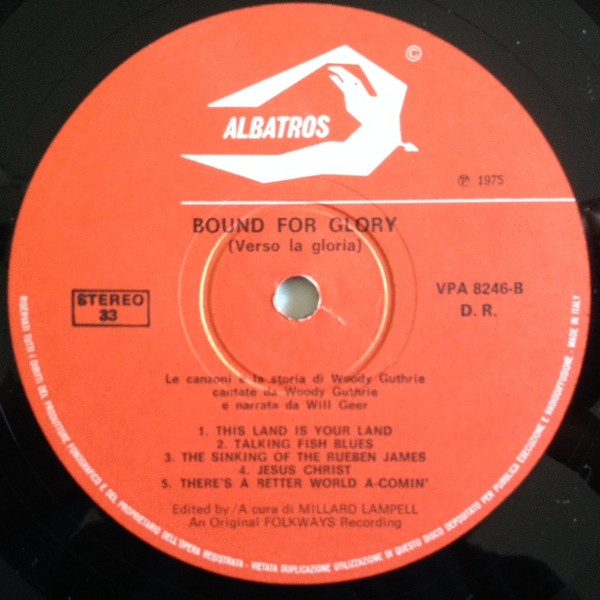 ©
ALBATROS
℗ 1975
BOUND FOR GLORY
(Verso la gloria)
STEREO
33
VPA 8246-B
D. R.
Le canzoni e la storia di Woody Guthrie
cantate da Woody Guthrie
e narrata da Will Geer
1. THIS LAND IS YOUR LAND
2. TALKING FISH BLUES
3. THE SINKING OF THE RUEBEN JAMES
4. JESUS CHRIST
5. THERE'S A BETTER WORLD A-COMIN'
Edited by/A cura di MILLARD LAMPELL
An Original FOLKWAYS Recording
RISERVATI TUTTI I DIRITTI DEL PRODUTTORE FONOGRAFICO E DEL PROPRIETARIO DELL'OPERA REGISTRATA - VIETATA DUPLICAZIONE UTILIZZAZIONE DI QUESTO DISCO DEPOSITATO PER PUBBLICA ESECUZIONE E RADIODIFFUSIONE. MADE IN ITALY